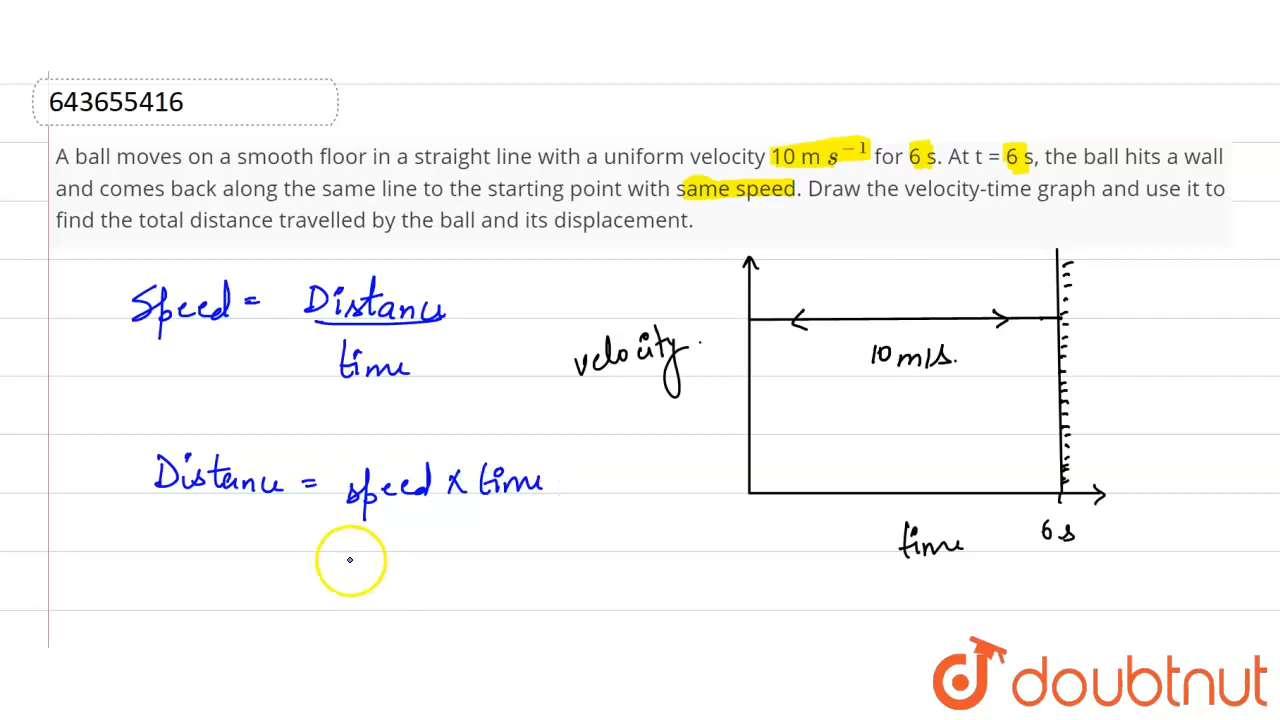 643655416
A ball moves on a smooth floor in a straight line with a uniform velocity 10 m s⁻¹ for 6 s. At t = 6 s, the ball hits a wall
and comes back along the same line to the starting point with same speed. Draw the velocity-time graph and use it to
find the total distance travelled by the ball and its displacement.
Speed = Distance
time
Distance = speed x time
velocity.
10 m/s.
time
6 s
doubtnut